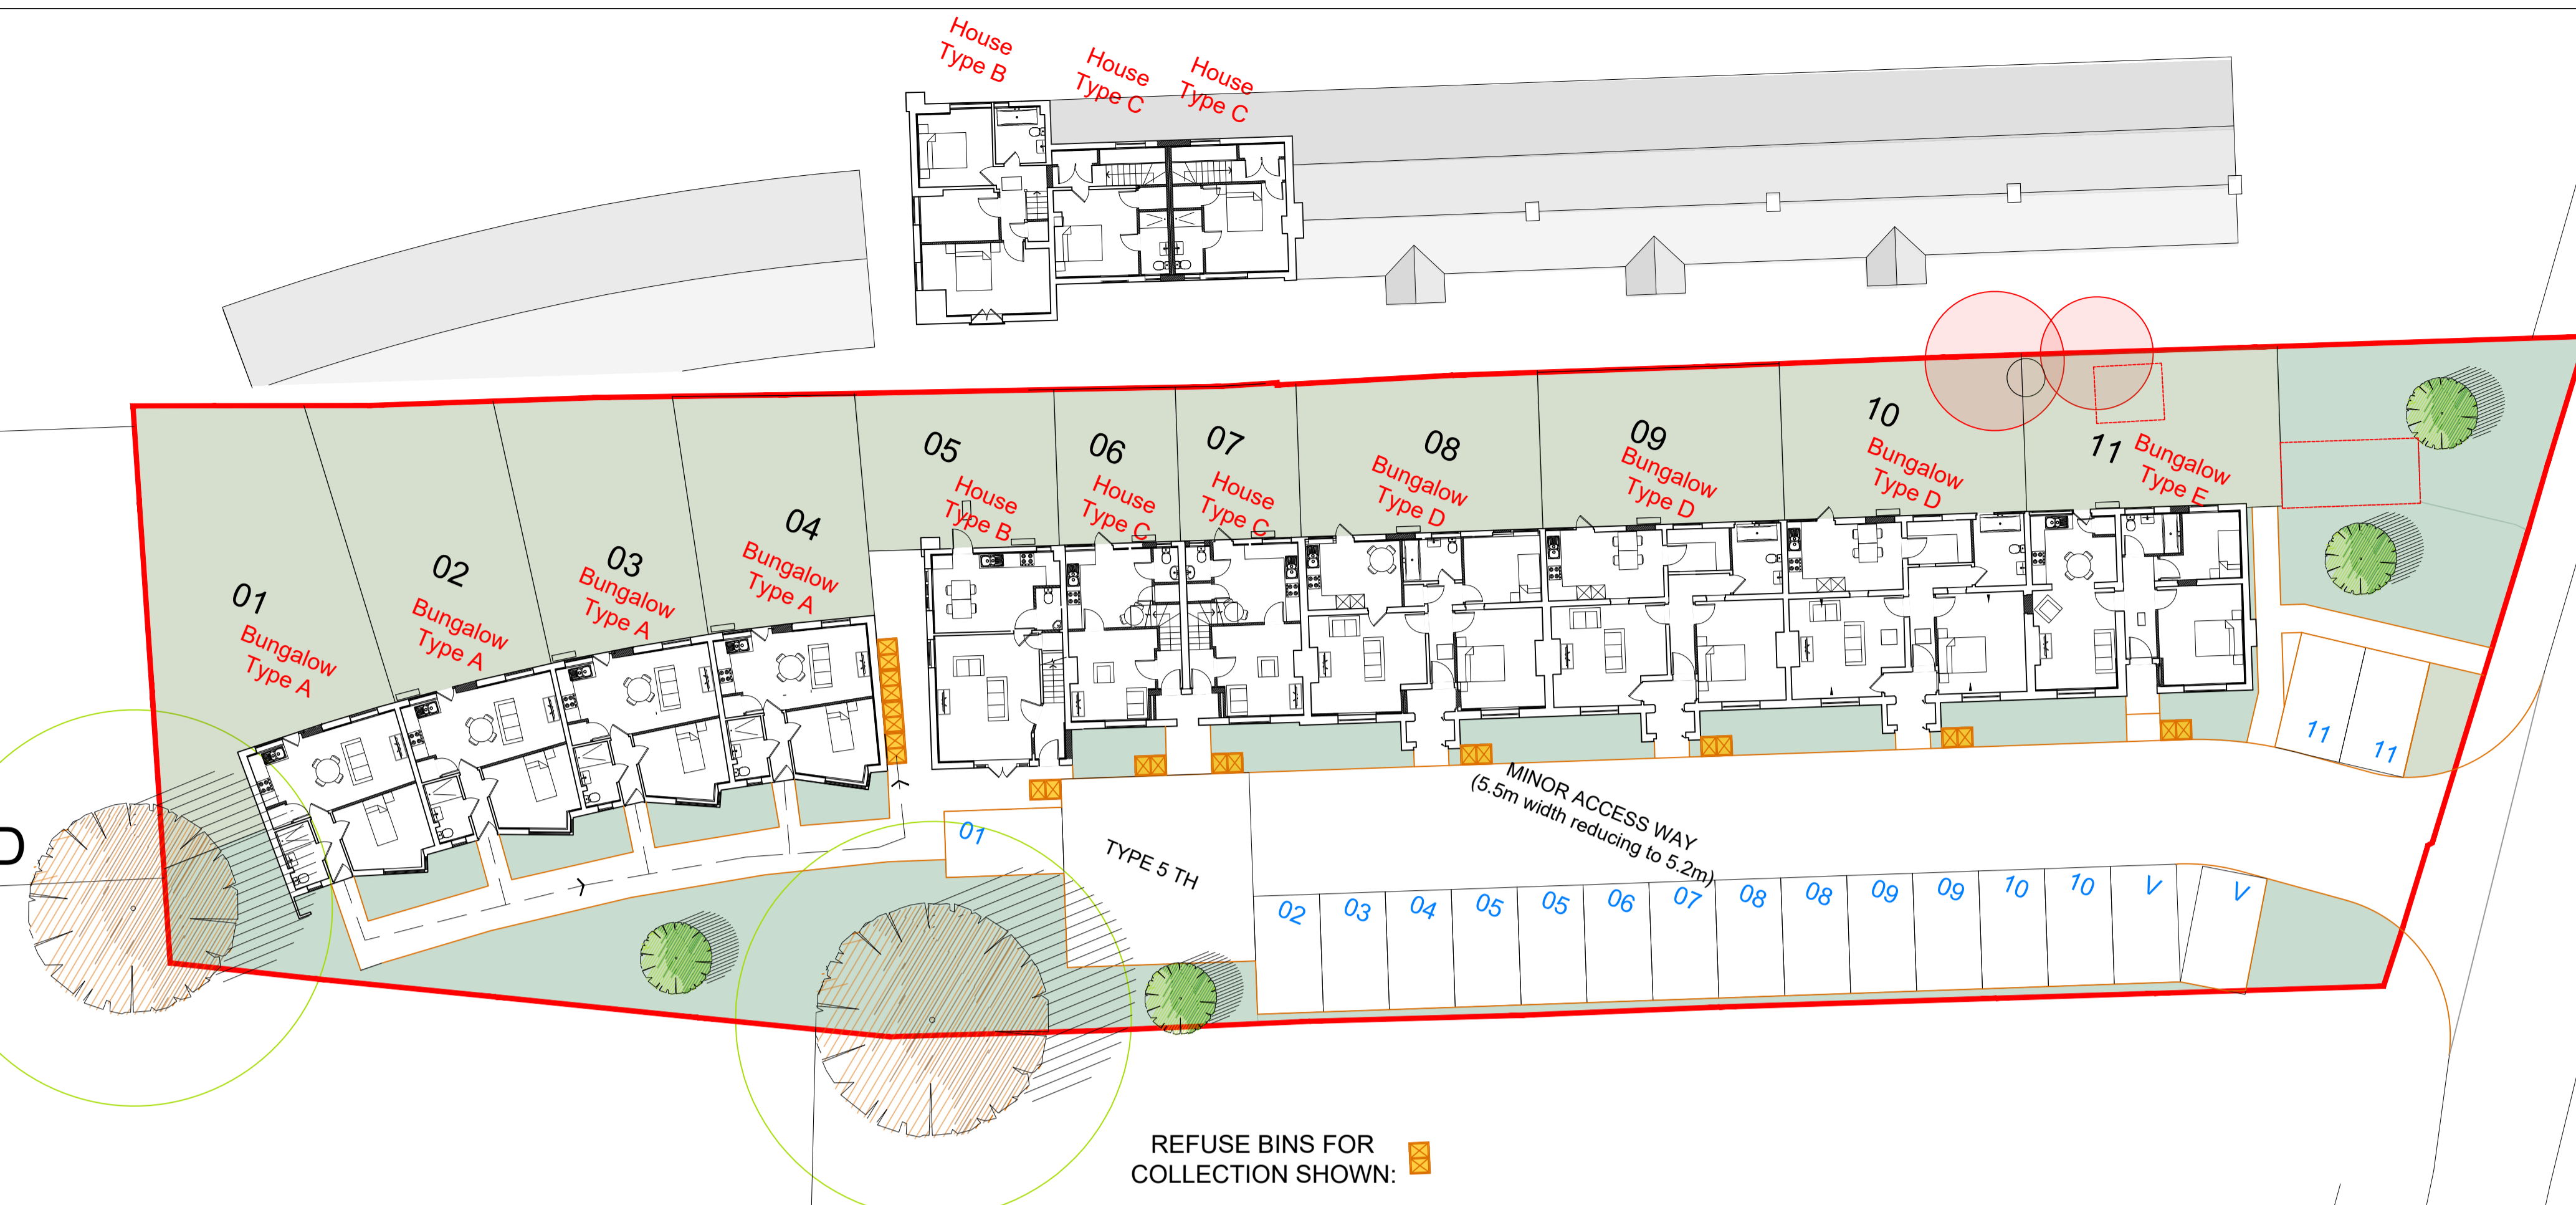 House
Type B
House
Type C
House
Type C
01
Bungalow
Type A
02
Bungalow
Type A
03
Bungalow
Type A
04
Bungalow
Type A
05
House
Type B
06
House
Type C
07
House
Type C
08
Bungalow
Type D
09
Bungalow
Type D
10
Bungalow
Type D
11
Bungalow
Type E
11
11
D
01
TYPE 5 TH
MINOR ACCESS WAY
(5.5m width reducing to 5.2m)
02
03
04
05
05
06
07
08
08
09
09
10
10
V
V
REFUSE BINS FOR
COLLECTION SHOWN: